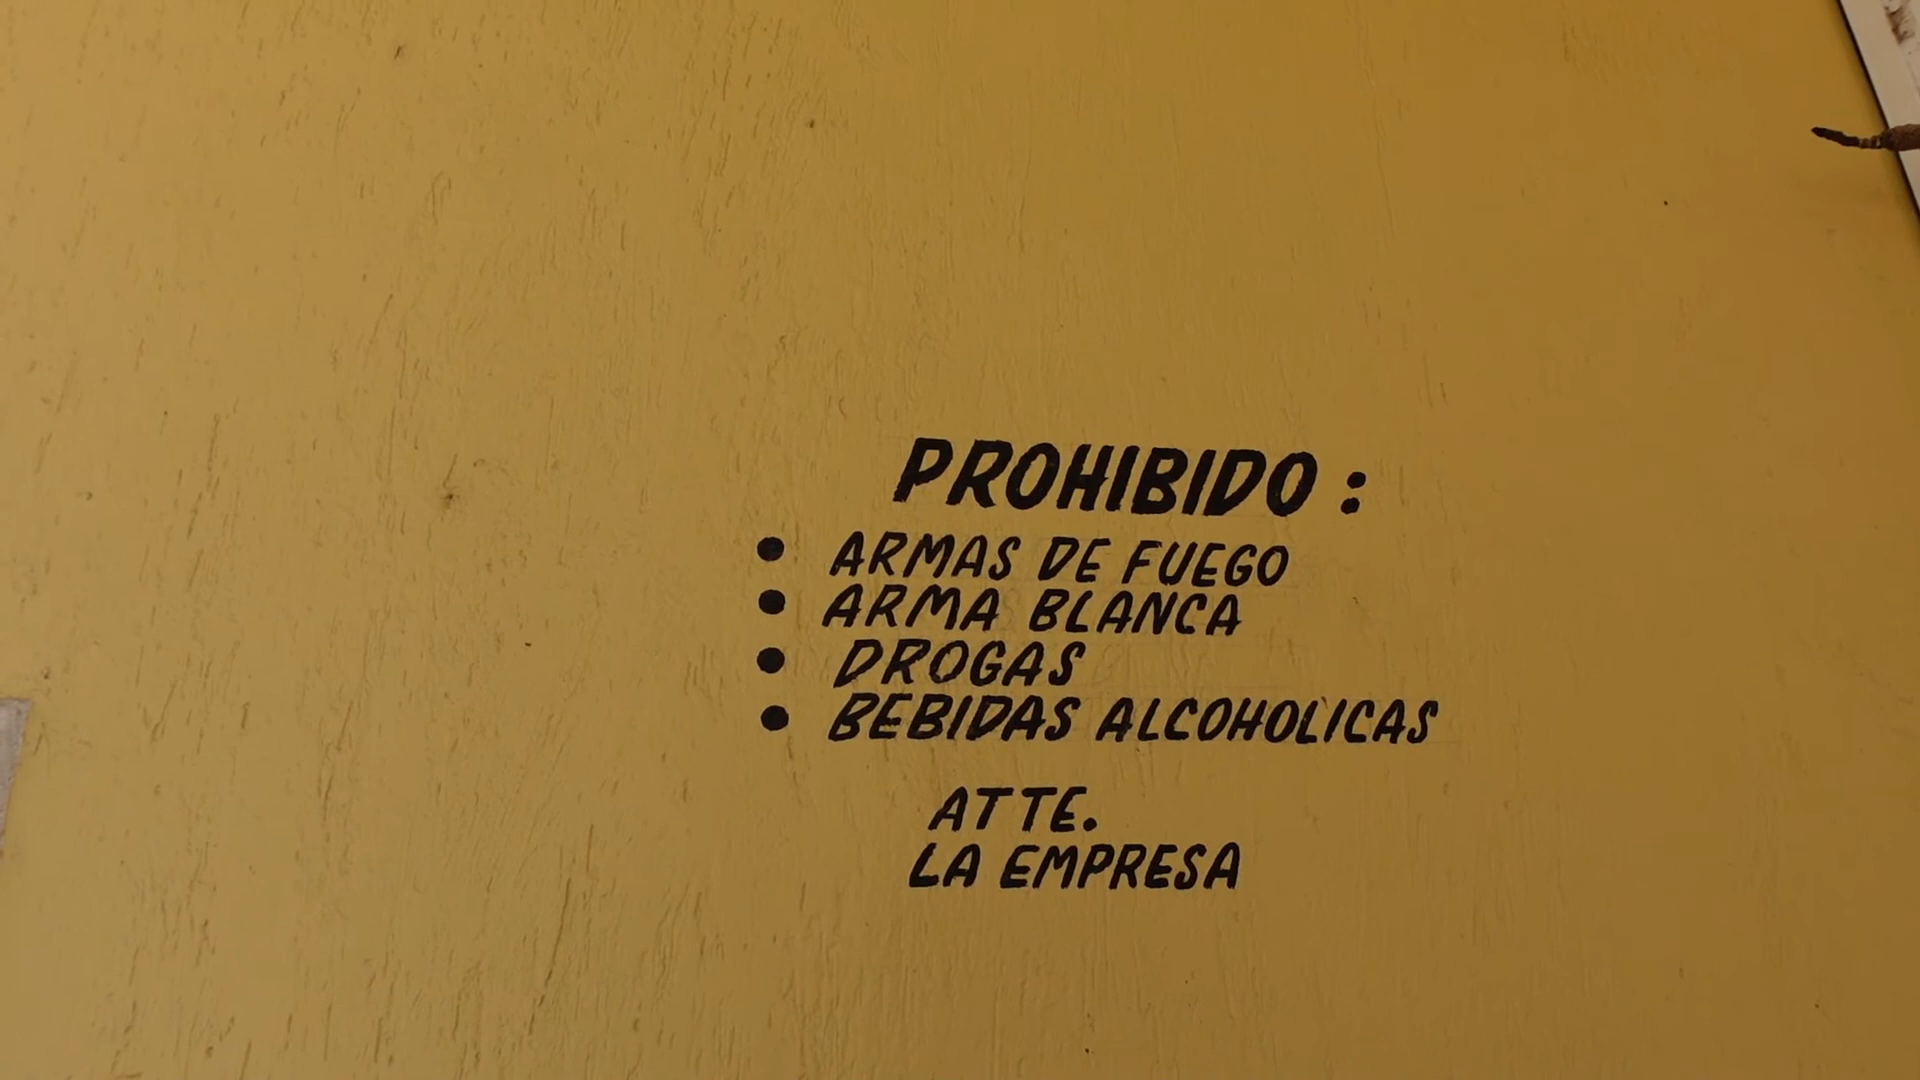 PROHIBIDO :
• ARMAS DE FUEGO
• ARMA BLANCA
• DROGAS
• BEBIDAS ALCOHOLICAS
ATTE.
LA EMPRESA